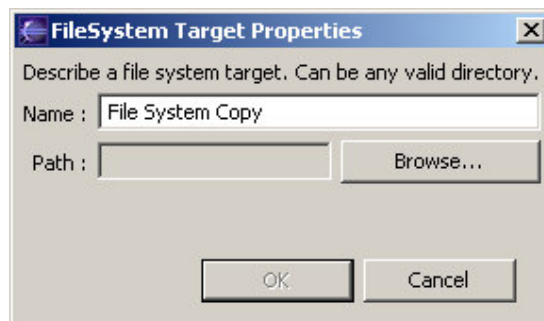 FileSystem Target Properties
Describe a file system target. Can be any valid directory.
Name : File System Copy
Path : Browse...
OK Cancel